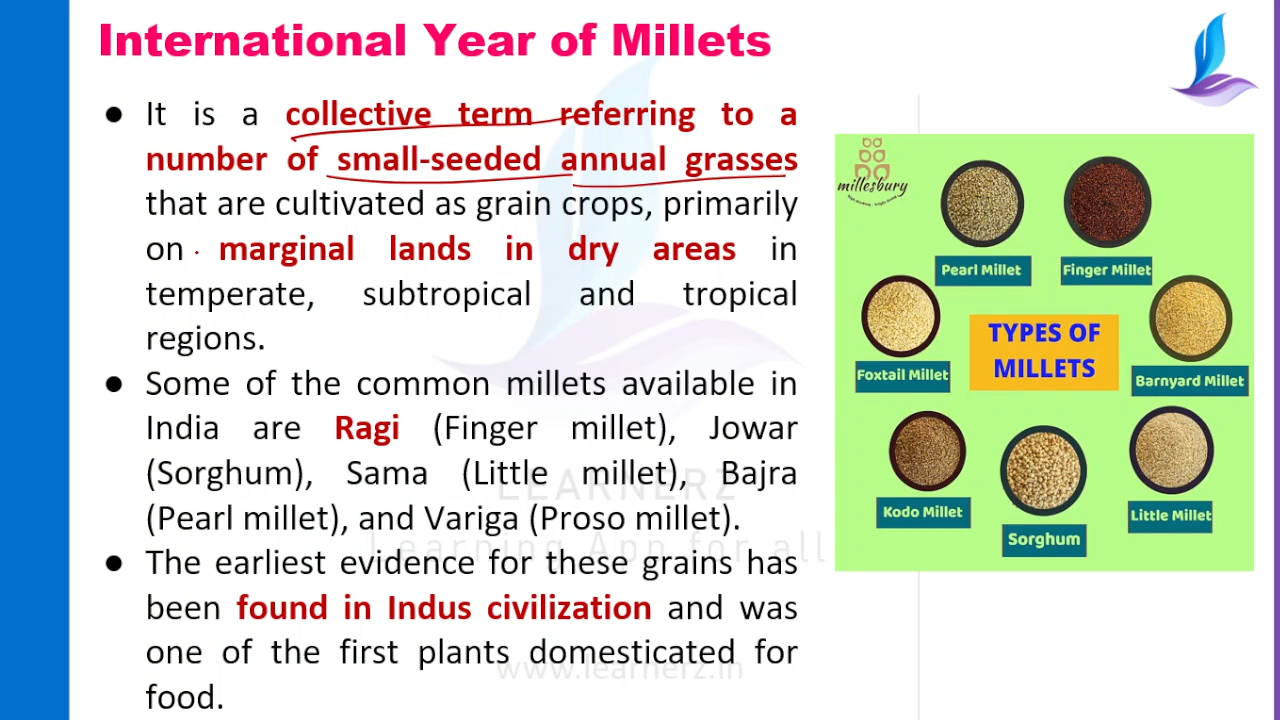 International Year of Millets
● It is a collective term referring to a
number of small-seeded annual grasses
that are cultivated as grain crops, primarily
on marginal lands in dry areas in
temperate, subtropical and tropical
regions.
● Some of the common millets available in
India are Ragi (Finger millet), Jowar
(Sorghum), Sama (Little millet), Bajra
(Pearl millet), and Variga (Proso millet).
● The earliest evidence for these grains has
been found in Indus civilization and was
one of the first plants domesticated for
food.
millesbury
Pearl Millet
Finger Millet
Foxtail Millet
TYPES OF
MILLETS
Barnyard Millet
Kodo Millet
Sorghum
Little Millet
LEARNERZ
Learning App for all
www.learnerz.in